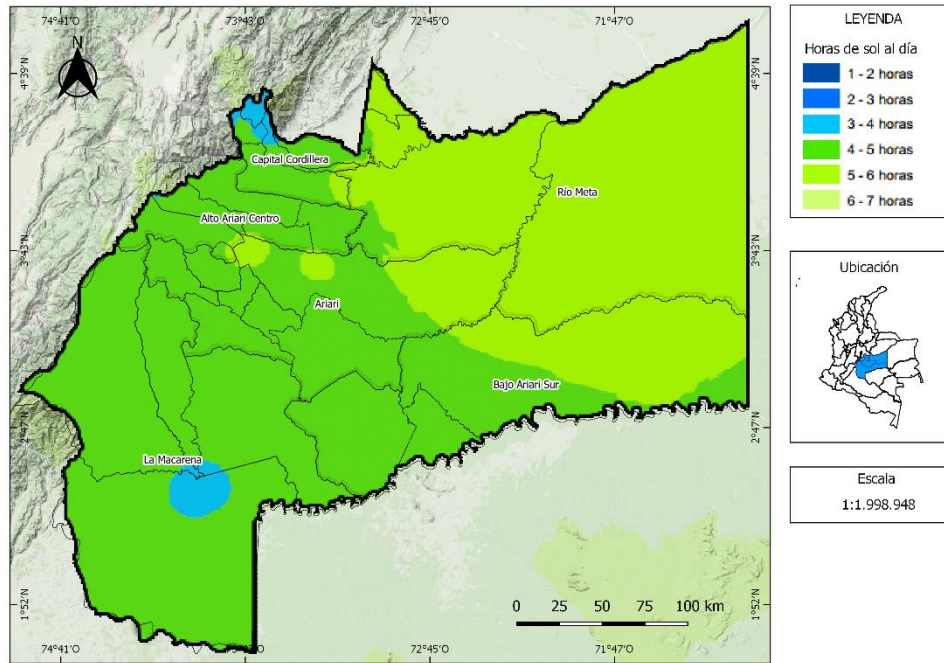 74°41'O 73°43'O 72°45'O 71°47'O
N
4°39'N 4°39'N
Capital Cordillera
Río Meta
Alto Ariari Centro
3°43'N 3°43'N
Ariari
Bajo Ariari Sur
2°47'N 2°47'N
La Macarena
1°52'N 1°52'N
0 25 50 75 100 km
74°41'O 73°43'O 72°45'O 71°47'O
LEYENDA
Horas de sol al día
1 - 2 horas
2 - 3 horas
3 - 4 horas
4 - 5 horas
5 - 6 horas
6 - 7 horas
Ubicación
Escala
1:1.998.948